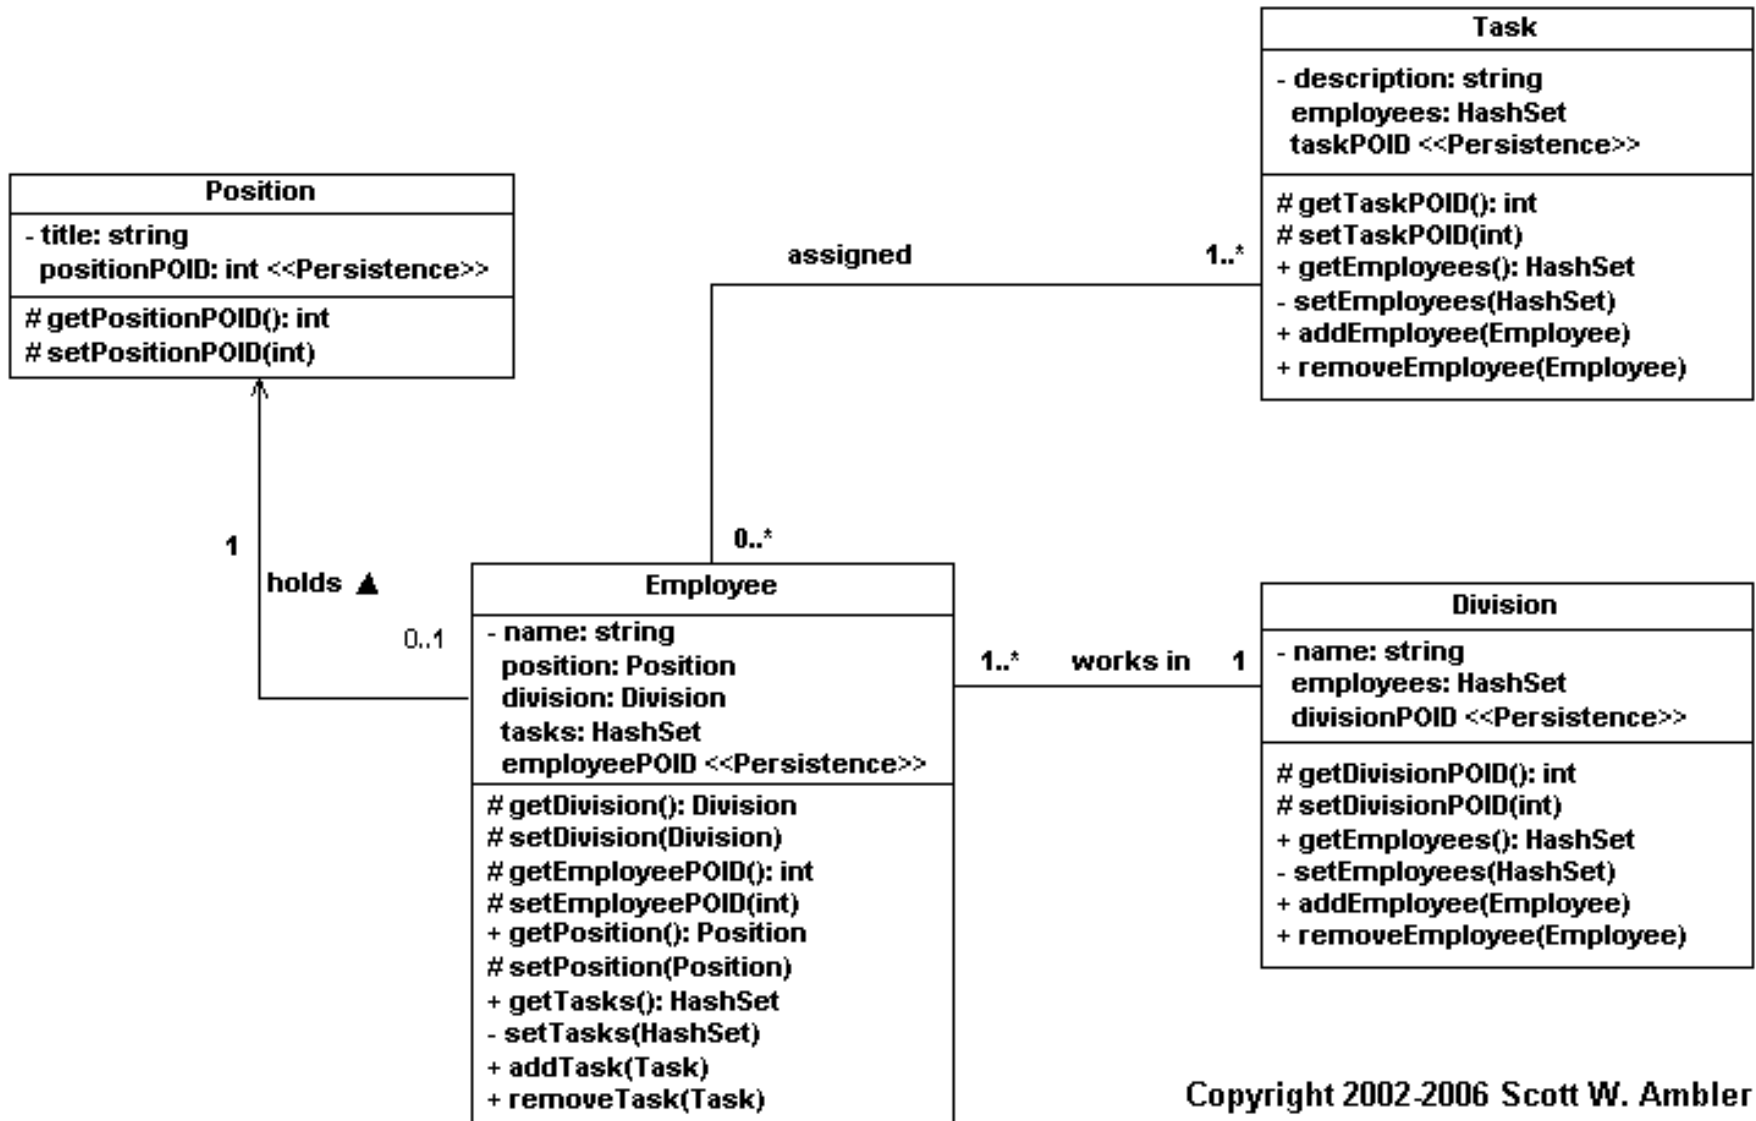 Task
- description: string
employees: HashSet
taskPOID <<Persistence>>
# getTaskPOID(): int
# setTaskPOID(int)
+ getEmployees(): HashSet
- setEmployees(HashSet)
+ addEmployee(Employee)
+ removeEmployee(Employee)
Position
- title: string
positionPOID: int <<Persistence>>
# getPositionPOID(): int
# setPositionPOID(int)
assigned
1..*
0..*
1
holds ▲
0..1
Employee
- name: string
position: Position
division: Division
tasks: HashSet
employeePOID <<Persistence>>
# getDivision(): Division
# setDivision(Division)
# getEmployeePOID(): int
# setEmployeePOID(int)
+ getPosition(): Position
# setPosition(Position)
+ getTasks(): HashSet
- setTasks(HashSet)
+ addTask(Task)
+ removeTask(Task)
1..*
works in
1
Division
- name: string
employees: HashSet
divisionPOID <<Persistence>>
# getDivisionPOID(): int
# setDivisionPOID(int)
+ getEmployees(): HashSet
- setEmployees(HashSet)
+ addEmployee(Employee)
+ removeEmployee(Employee)
Copyright 2002-2006 Scott W. Ambler